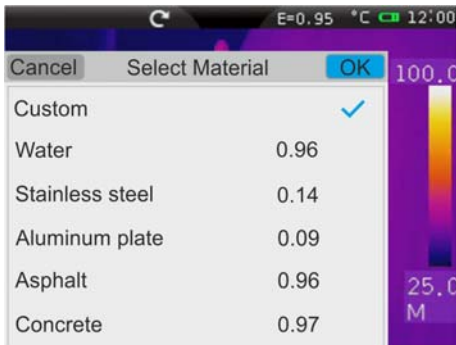 E=0.95 °C 12:00
Cancel Select Material OK
100.0
Custom
Water 0.96
Stainless steel 0.14
Aluminum plate 0.09
Asphalt 0.96
25.0
Concrete 0.97
M